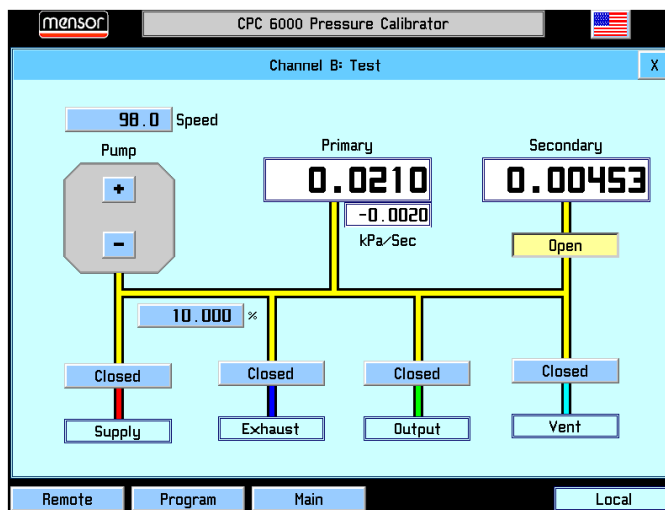 mensor
CPC 6000 Pressure Calibrator
Channel B: Test
X
98.0 Speed
Pump
+
-
Primary
0.0210
-0.0020
kPa/Sec
Secondary
0.00453
Open
10.000 %
Closed
Closed
Closed
Closed
Supply
Exhaust
Output
Vent
Remote
Program
Main
Local